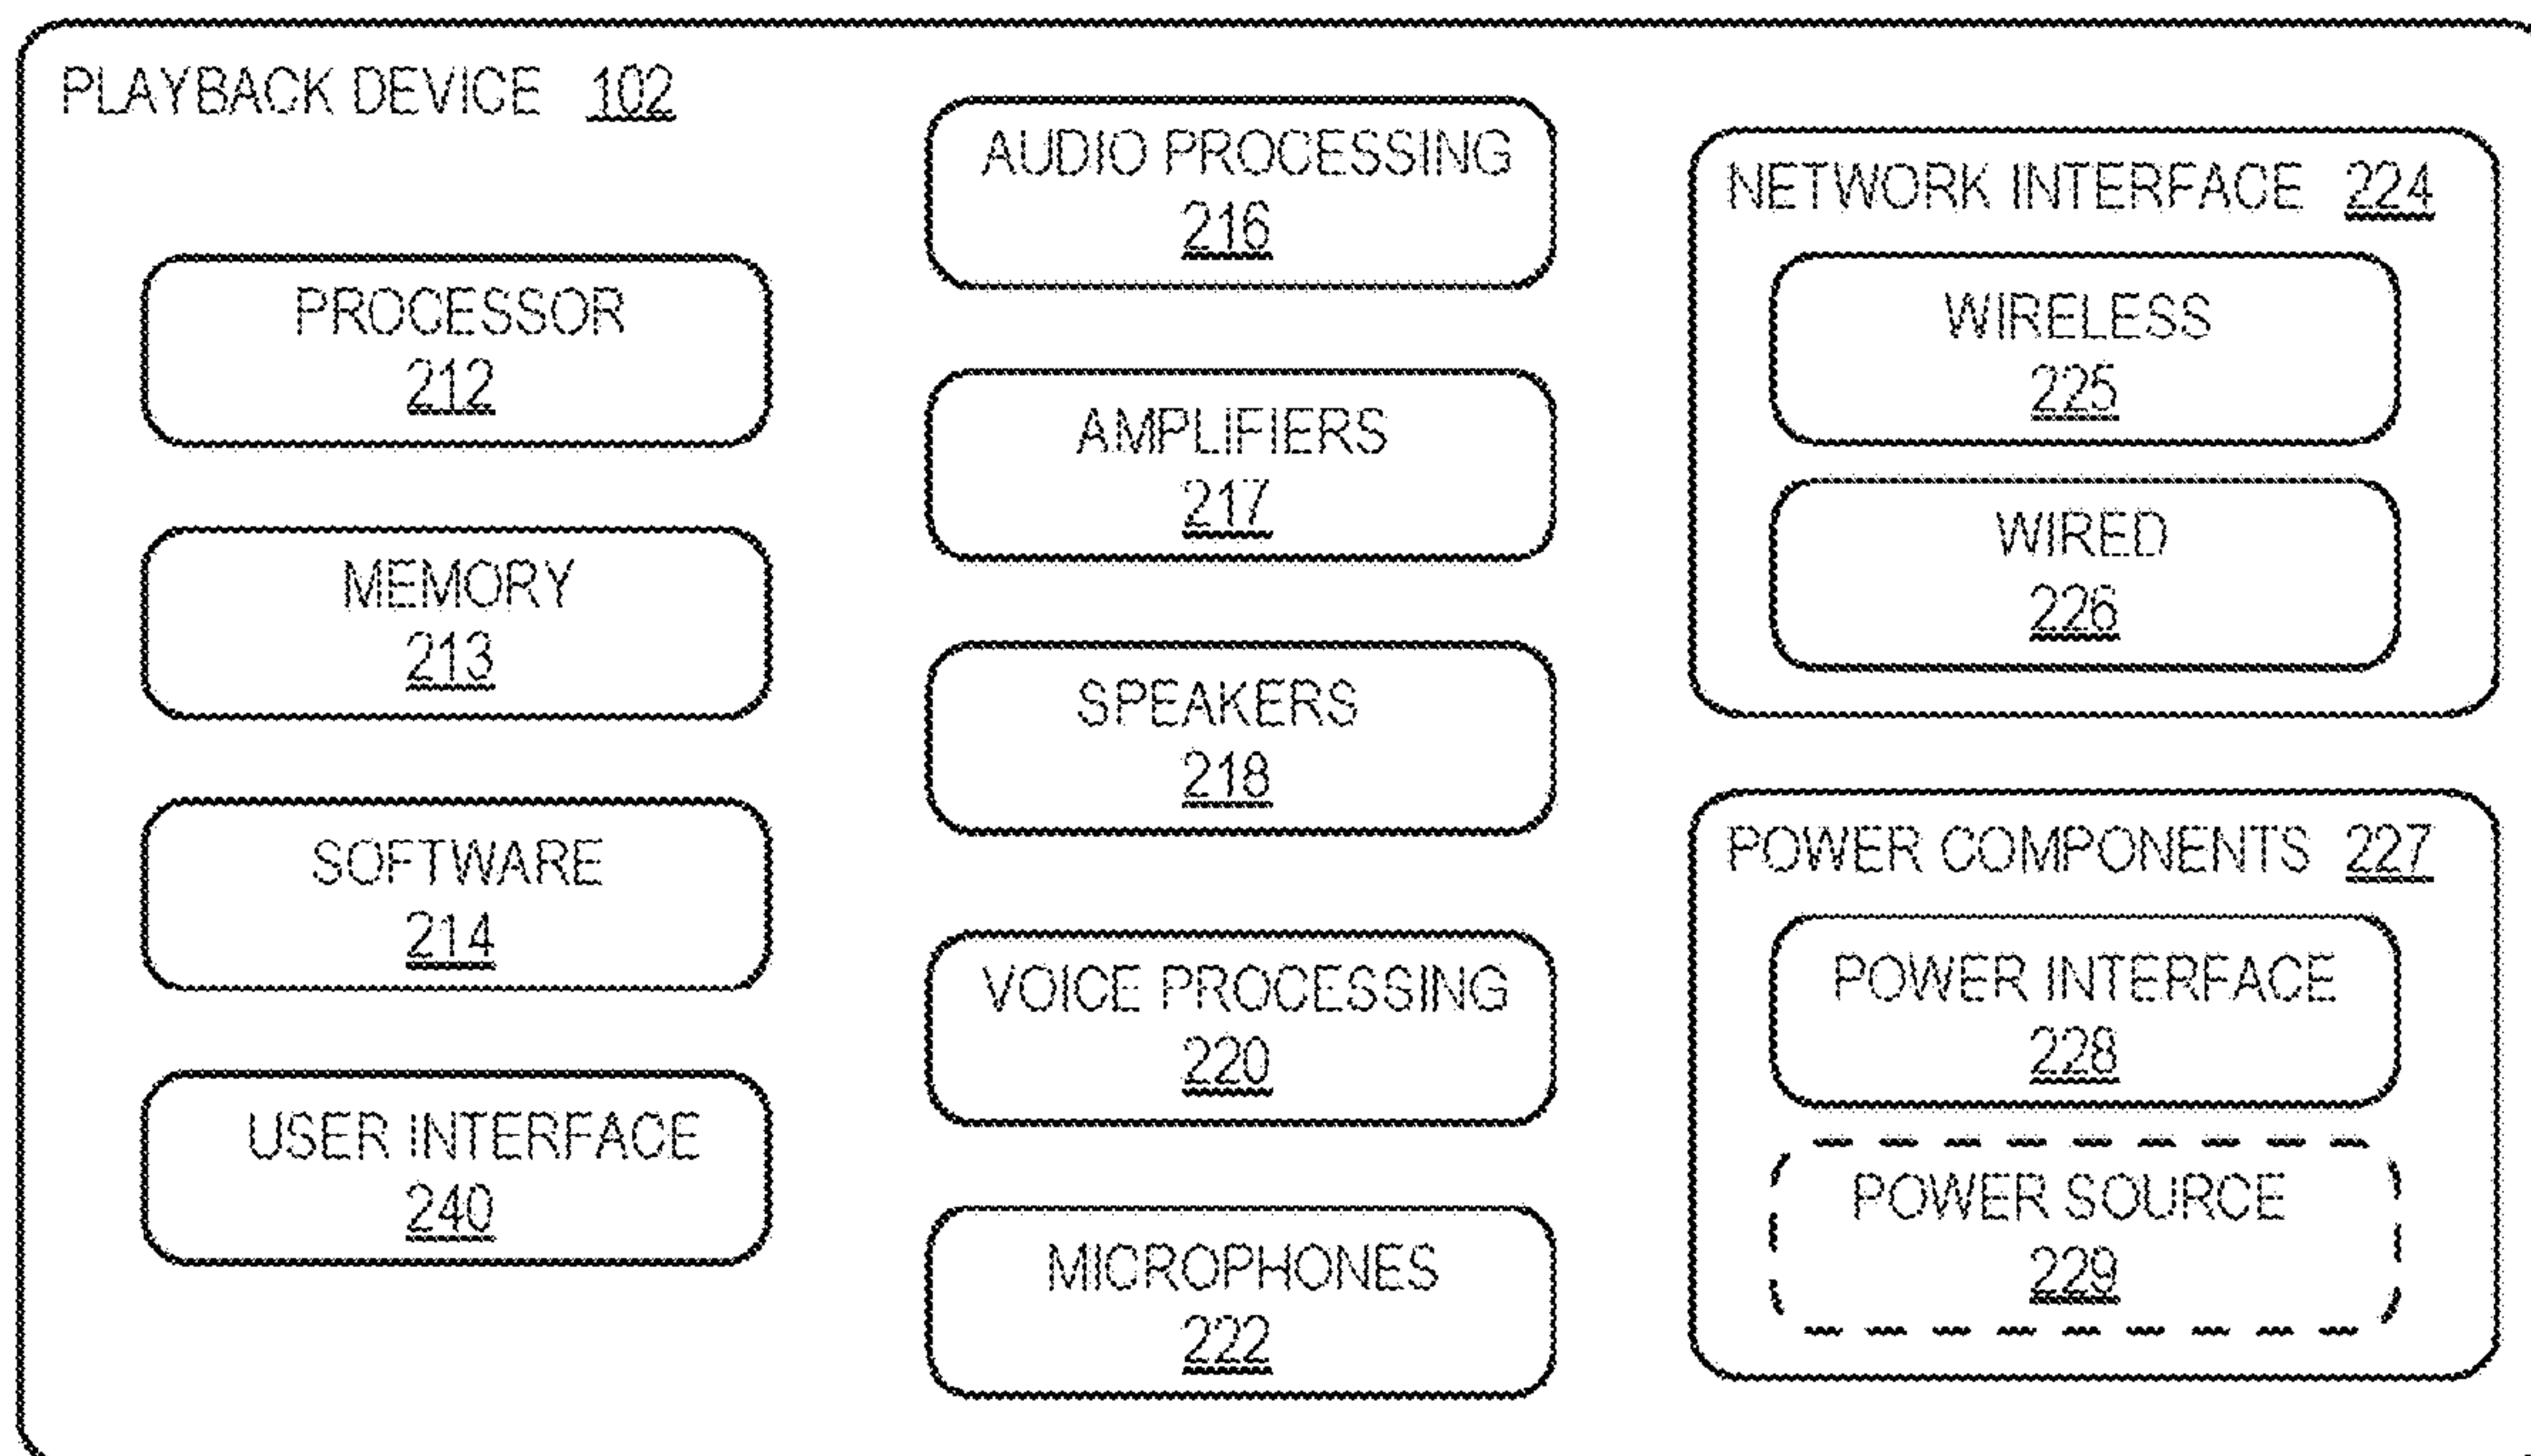 PLAYBACK DEVICE 102
PROCESSOR
212
MEMORY
213
SOFTWARE
214
USER INTERFACE
240
AUDIO PROCESSING
216
AMPLIFIERS
217
SPEAKERS
218
VOICE PROCESSING
220
MICROPHONES
222
NETWORK INTERFACE 224
WIRELESS
225
WIRED
226
POWER COMPONENTS 227
POWER INTERFACE
228
POWER SOURCE
229